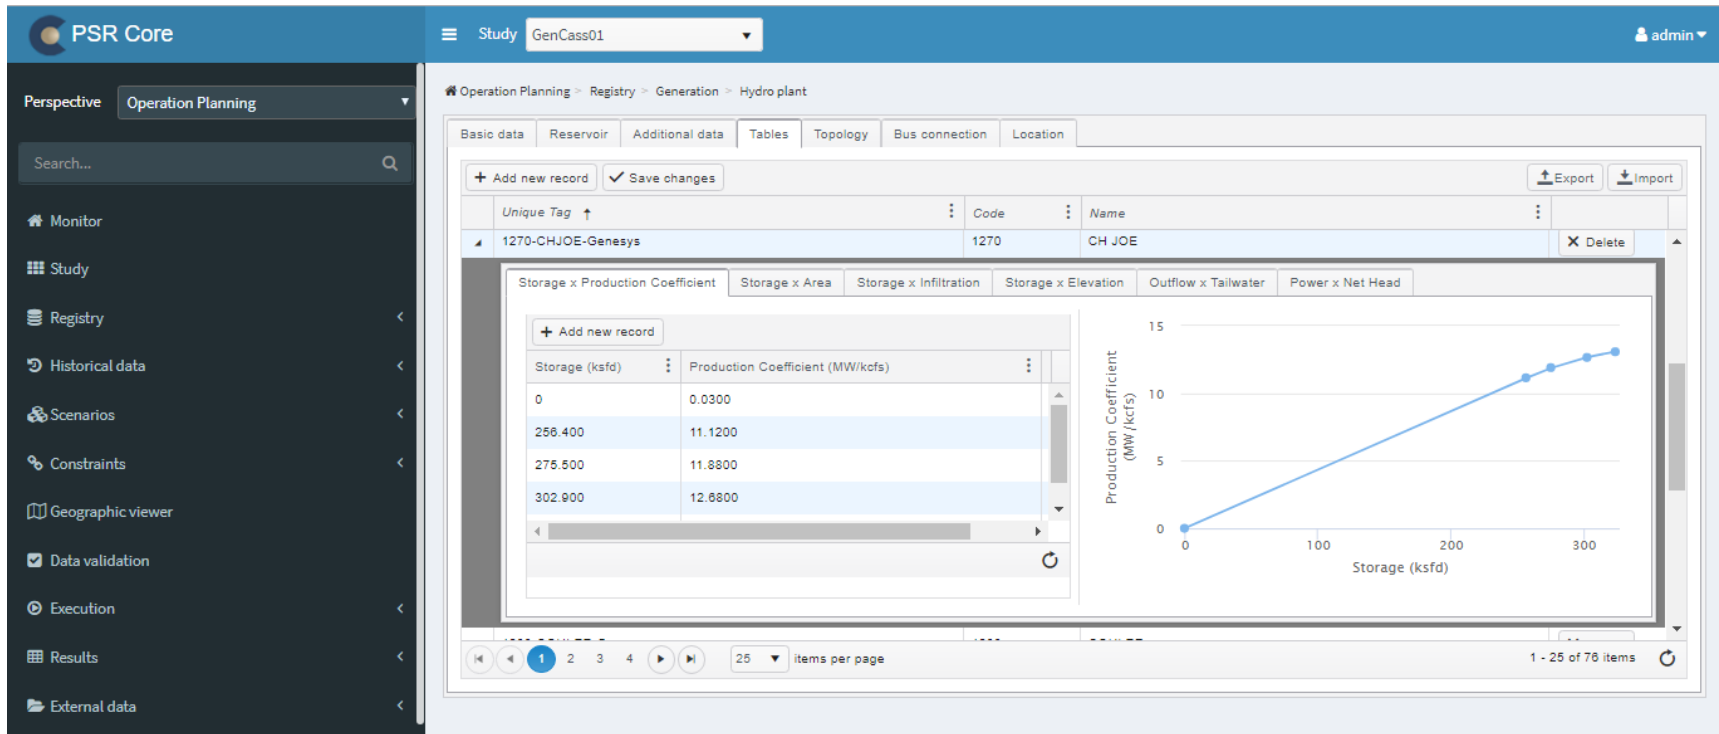 PSR Core
Study GenCass01
admin
Perspective Operation Planning
Search...
Monitor
Study
Registry
Historical data
Scenarios
Constraints
Geographic viewer
Data validation
Execution
Results
External data
Operation Planning > Registry > Generation > Hydro plant
Basic data Reservoir Additional data Tables Topology Bus connection Location
Add new record Save changes Export Import
Unique Tag Code Name
1270-CHJOE-Genesys 1270 CH JOE Delete
Storage x Production Coefficient Storage x Area Storage x Infiltration Storage x Elevation Outflow x Tailwater Power x Net Head
Add new record
Storage (ksfd) Production Coefficient (MW/kcfs)
0 0.0300
256.400 11.1200
275.500 11.8800
302.900 12.6800
Production Coefficient
(MW/kcfs)
15
10
5
0
0 100 200 300
Storage (ksfd)
1 2 3 4 25 items per page 1 - 25 of 76 items